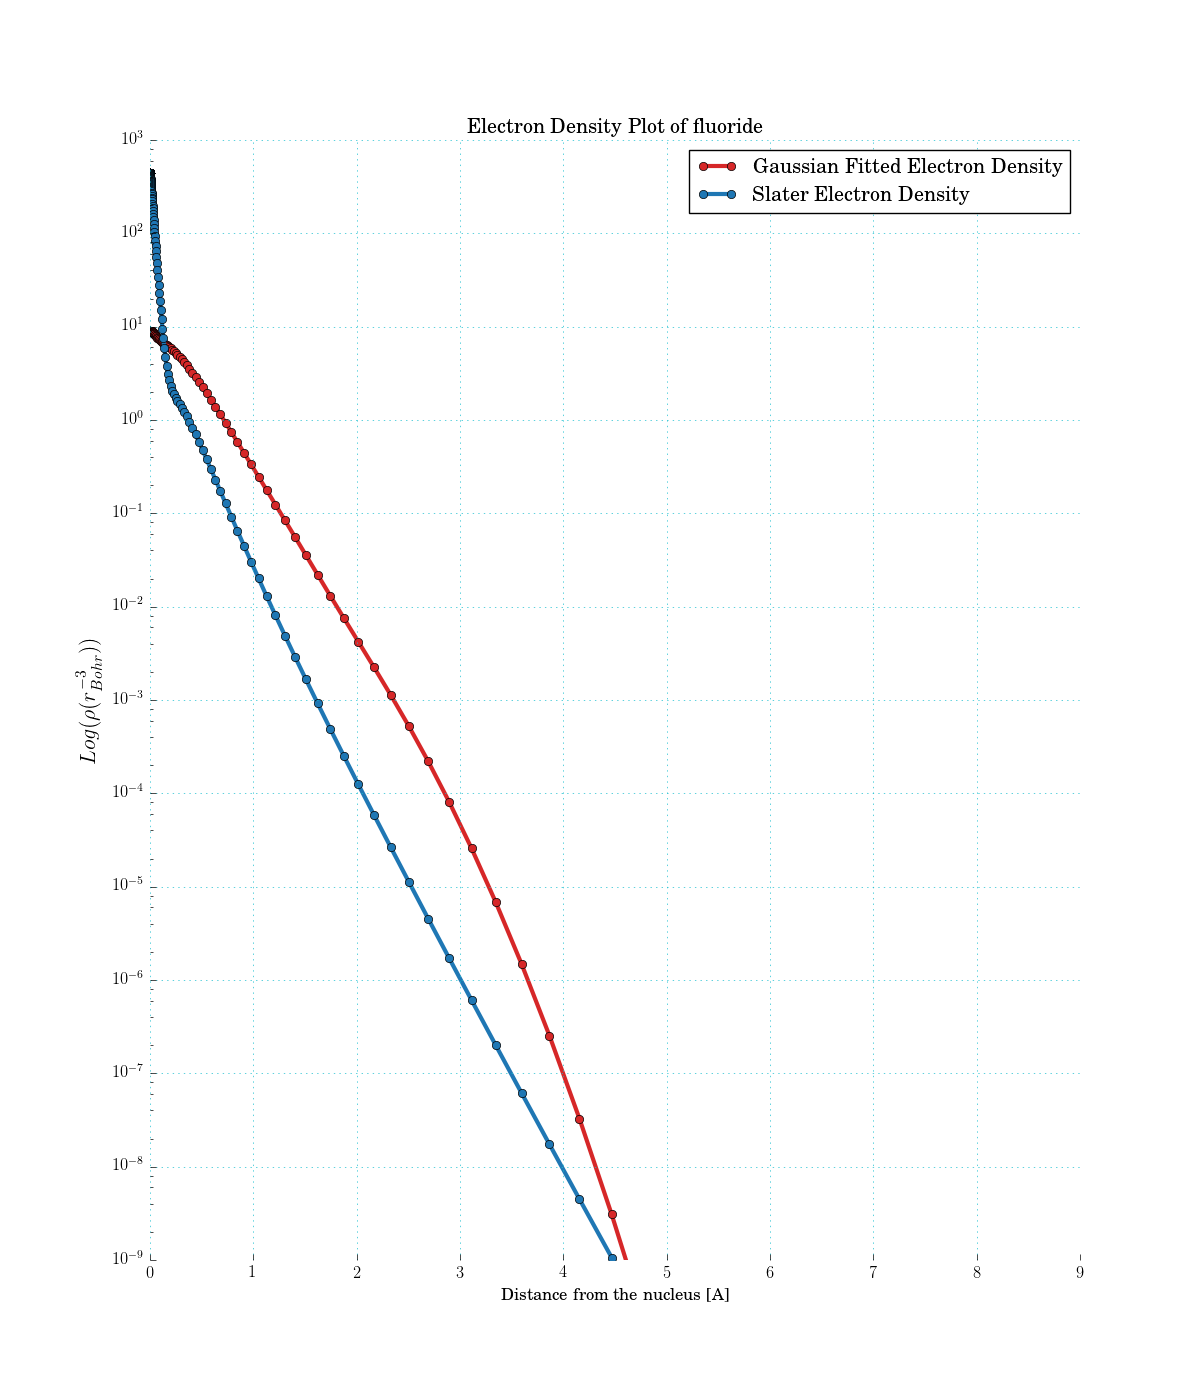 Electron Density Plot of fluoride
Gaussian Fitted Electron Density
Slater Electron Density
10³
10²
10¹
10⁰
10⁻¹
10⁻²
10⁻³
10⁻⁴
10⁻⁵
10⁻⁶
10⁻⁷
10⁻⁸
10⁻⁹
Log(ρ(r_{Bohr}^{−3}))
0 1 2 3 4 5 6 7 8 9
Distance from the nucleus [A]